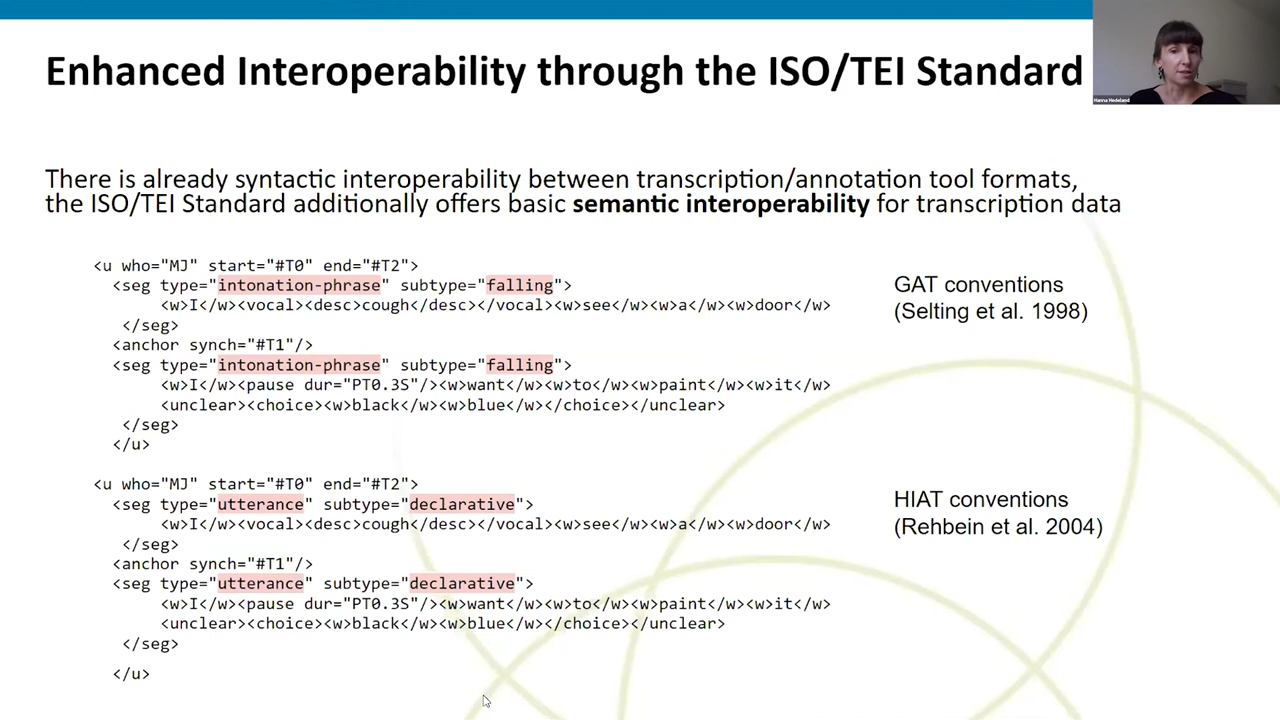 Enhanced Interoperability through the ISO/TEI Standard
Hanna Hedeland
There is already syntactic interoperability between transcription/annotation tool formats,
the ISO/TEI Standard additionally offers basic semantic interoperability for transcription data
<u who="MJ" start="#T0" end="#T2">
<seg type="intonation-phrase" subtype="falling">
<w>I</w><vocal><desc>cough</desc></vocal><w>see</w><w>a</w><w>door</w>
</seg>
<anchor synch="#T1"/>
<seg type="intonation-phrase" subtype="falling">
<w>I</w><pause dur="PT0.3S"/><w>want</w><w>to</w><w>paint</w><w>it</w>
<unclear><choice><w>black</w><w>blue</w></choice></unclear>
</seg>
</u>
GAT conventions
(Selting et al. 1998)
<u who="MJ" start="#T0" end="#T2">
<seg type="utterance" subtype="declarative">
<w>I</w><vocal><desc>cough</desc></vocal><w>see</w><w>a</w><w>door</w>
</seg>
<anchor synch="#T1"/>
<seg type="utterance" subtype="declarative">
<w>I</w><pause dur="PT0.3S"/><w>want</w><w>to</w><w>paint</w><w>it</w>
<unclear><choice><w>black</w><w>blue</w></choice></unclear>
</seg>
</u>
HIAT conventions
(Rehbein et al. 2004)